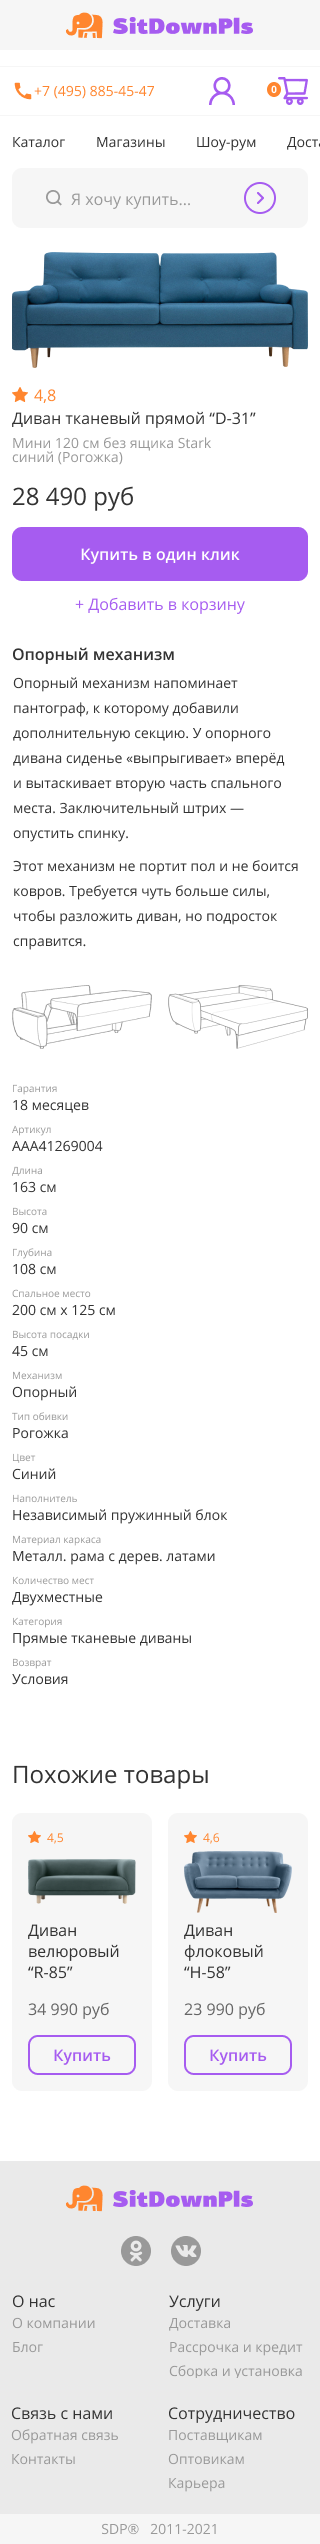 SitDownPls
+7 (495) 885-45-47
0
Каталог Магазины Шоу-рум Дост
Я хочу купить...
4,8
Диван тканевый прямой “D-31”
Мини 120 см без ящика Stark
синий (Рогожка)
28 490 руб
Купить в один клик
+ Добавить в корзину
Опорный механизм
Опорный механизм напоминает
пантограф, к которому добавили
дополнительную секцию. У опорного
дивана сиденье «выпрыгивает» вперёд
и вытаскивает вторую часть спального
места. Заключительный штрих —
опустить спинку.
Этот механизм не портит пол и не боится
ковров. Требуется чуть больше силы,
чтобы разложить диван, но подросток
справится.
Гарантия
18 месяцев
Артикул
AAA41269004
Длина
163 см
Высота
90 см
Глубина
108 см
Спальное место
200 см x 125 см
Высота посадки
45 см
Механизм
Опорный
Тип обивки
Рогожка
Цвет
Синий
Наполнитель
Независимый пружинный блок
Материал каркаса
Металл. рама с дерев. латами
Количество мест
Двухместные
Категория
Прямые тканевые диваны
Возврат
Условия
Похожие товары
4,5
Диван
велюровый
“R-85”
34 990 руб
Купить
4,6
Диван
флоковый
“H-58”
23 990 руб
Купить
SitDownPls
О нас
О компании
Блог
Услуги
Доставка
Рассрочка и кредит
Сборка и установка
Связь с нами
Обратная связь
Контакты
Сотрудничество
Поставщикам
Оптовикам
Карьера
SDP® 2011-2021